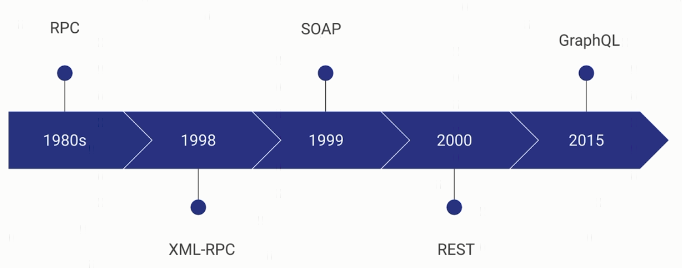 RPC
SOAP
GraphQL
1980s
1998
1999
2000
2015
XML-RPC
REST